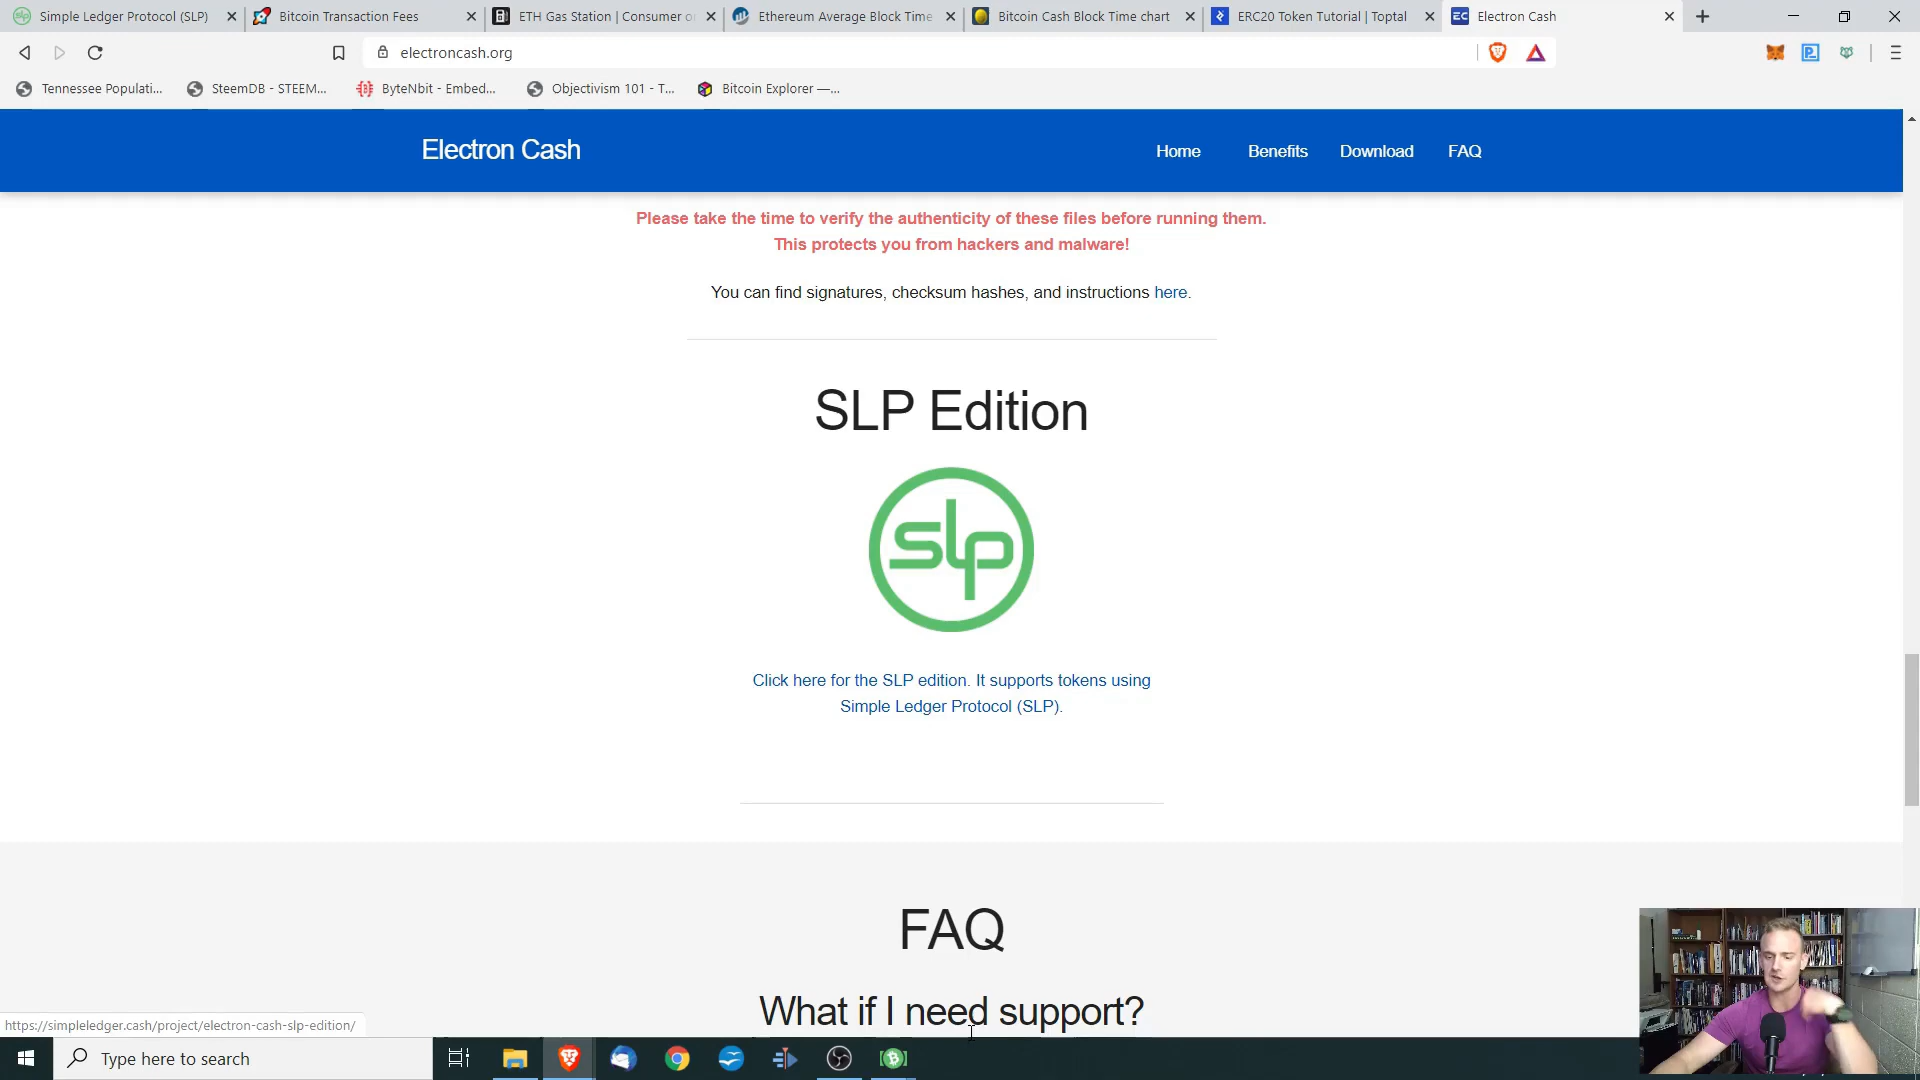 Simple Ledger Protocol (SLP)
Bitcoin Transaction Fees
ETH Gas Station | Consumer o
Ethereum Average Block Time
Bitcoin Cash Block Time chart
ERC20 Token Tutorial | Toptal
EC
Electron Cash
electroncash.org
Tennessee Populati...
SteemDB - STEEM...
ByteNbit - Embed...
Objectivism 101 - T...
Bitcoin Explorer —...
Electron Cash
Home
Benefits
Download
FAQ
Please take the time to verify the authenticity of these files before running them.
This protects you from hackers and malware!
You can find signatures, checksum hashes, and instructions here.
SLP Edition
slp
Click here for the SLP edition. It supports tokens using
Simple Ledger Protocol (SLP).
FAQ
What if I need support?
https://simpleledger.cash/project/electron-cash-slp-edition/
Type here to search